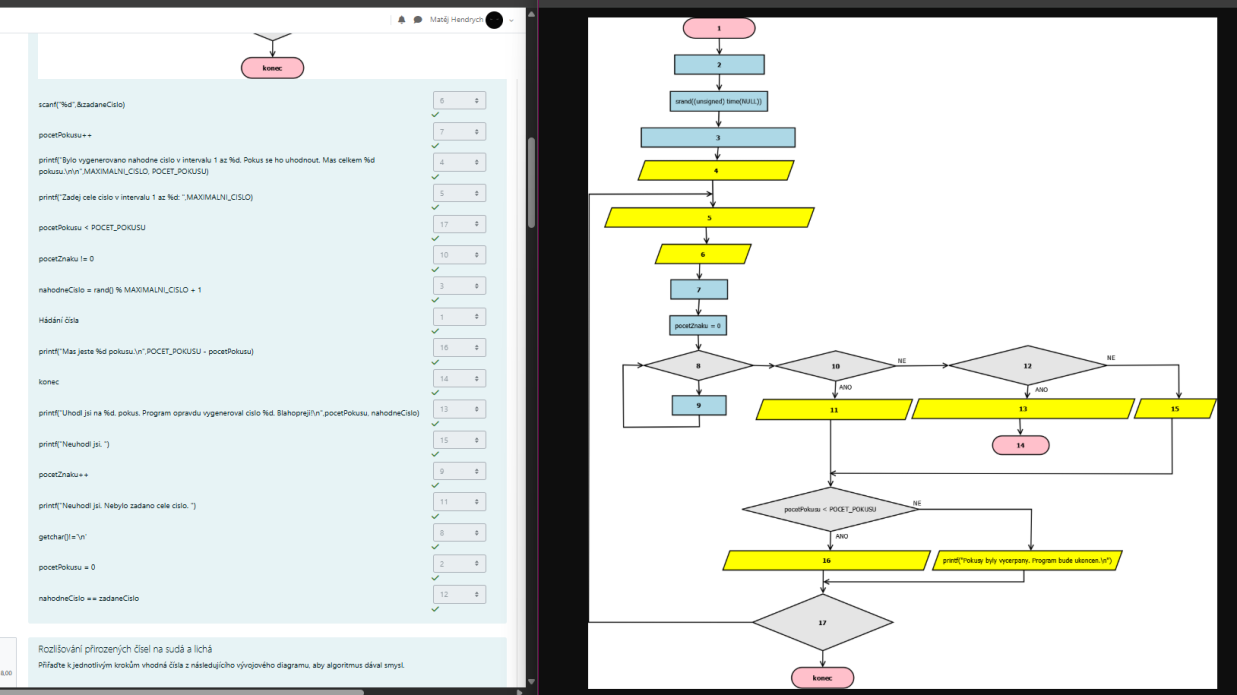 Matěj Hendrych
konec
scanf("%d",&zadaneCislo)
6
pocetPokusu++
7
printf("Bylo vygenerovano nahodne cislo v intervalu 1 az %d. Pokus se ho uhodnout. Mas celkem %d
pokusu.\n\n",MAXIMALNI_CISLO, POCET_POKUSU)
4
printf("Zadej cele cislo v intervalu 1 az %d: ",MAXIMALNI_CISLO)
5
pocetPokusu < POCET_POKUSU
17
pocetZnaku != 0
10
nahodneCislo = rand() % MAXIMALNI_CISLO + 1
3
Hádání čísla
1
printf("Mas jeste %d pokusu.\n",POCET_POKUSU - pocetPokusu)
16
konec
14
printf("Uhodl jsi na %d. pokus. Program opravdu vygeneroval cislo %d. Blahopreji!\n",pocetPokusu, nahodneCislo)
13
printf("Neuhodl jsi. ")
15
pocetZnaku++
9
printf("Neuhodl jsi. Nebylo zadano cele cislo. ")
11
getchar()!='\n'
8
pocetPokusu = 0
2
nahodneCislo == zadaneCislo
12
Rozlišování přirozených čísel na sudá a lichá
Přiřaďte k jednotlivým krokům vhodná čísla z následujícího vývojového diagramu, aby algoritmus dával smysl.
8,00
1
2
srand((unsigned) time(NULL))
3
4
5
6
7
pocetZnaku = 0
8
10
NE
12
NE
ANO
ANO
9
11
13
15
14
pocetPokusu < POCET_POKUSU
NE
ANO
16
printf("Pokusy byly vycerpany. Program bude ukoncen.\n")
17
konec